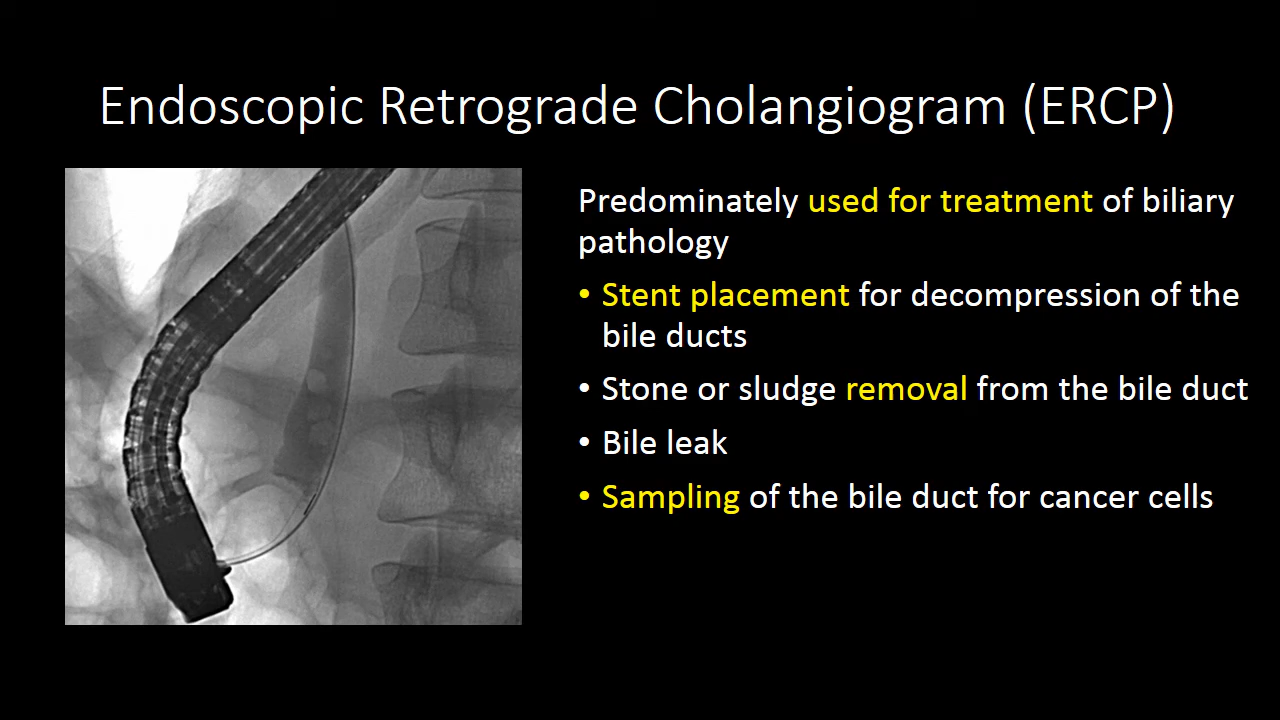 Endoscopic Retrograde Cholangiogram (ERCP)
Predominately used for treatment of biliary
pathology
• Stent placement for decompression of the
bile ducts
• Stone or sludge removal from the bile duct
• Bile leak
• Sampling of the bile duct for cancer cells